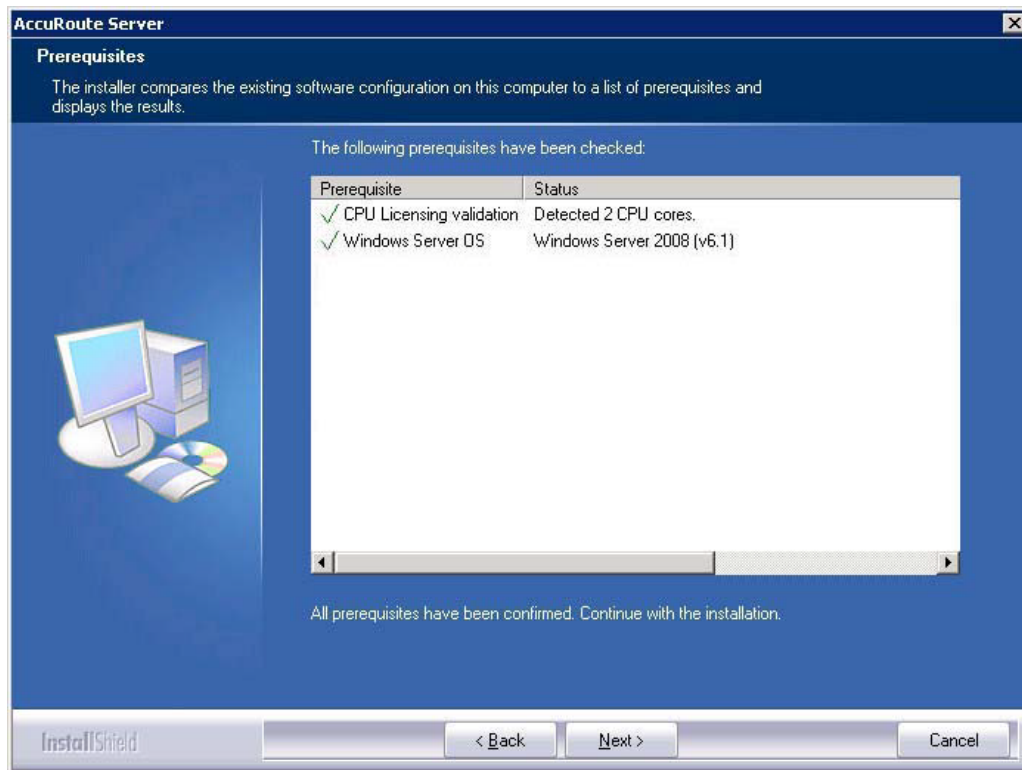 AccuRoute Server
Prerequisites
The installer compares the existing software configuration on this computer to a list of prerequisites and
displays the results.
The following prerequisites have been checked:
Prerequisite Status
CPU Licensing validation Detected 2 CPU cores.
Windows Server OS Windows Server 2008 (v6.1)
All prerequisites have been confirmed. Continue with the installation.
InstallShield < Back Next > Cancel